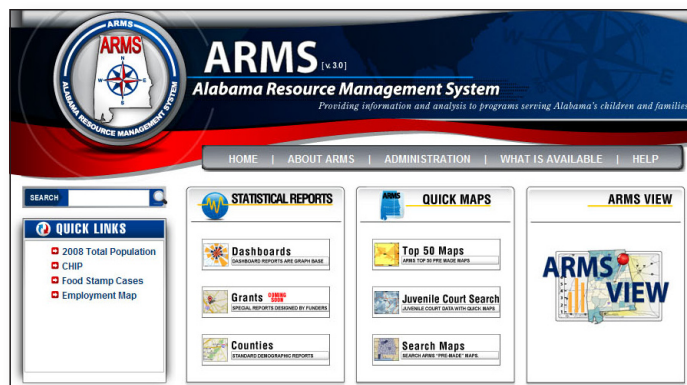 ARMS
ARMS
N
W
E
S
ALABAMA RESOURCE MANAGEMENT SYSTEM
ARMS [v. 3.0]
Alabama Resource Management System
Providing information and analysis to programs serving Alabama's children and families
HOME | ABOUT ARMS | ADMINISTRATION | WHAT IS AVAILABLE | HELP
SEARCH
QUICK LINKS
2008 Total Population
CHIP
Food Stamp Cases
Employment Map
STATISTICAL REPORTS
Dashboards
DASHBOARD REPORTS ARE GRAPH BASE
Grants COMING SOON
SPECIAL REPORTS DESIGNED BY FUNDERS
Counties
STANDARD DEMOGRAPHIC REPORTS
ARMS
QUICK MAPS
Top 50 Maps
ARMS TOP 50 PRE MADE MAPS
Juvenile Court Search
JUVENILE COURT DATA WITH QUICK MAPS
Search Maps
SEARCH ARMS "PRE-MADE" MAPS
ARMS VIEW
ARMS
VIEW